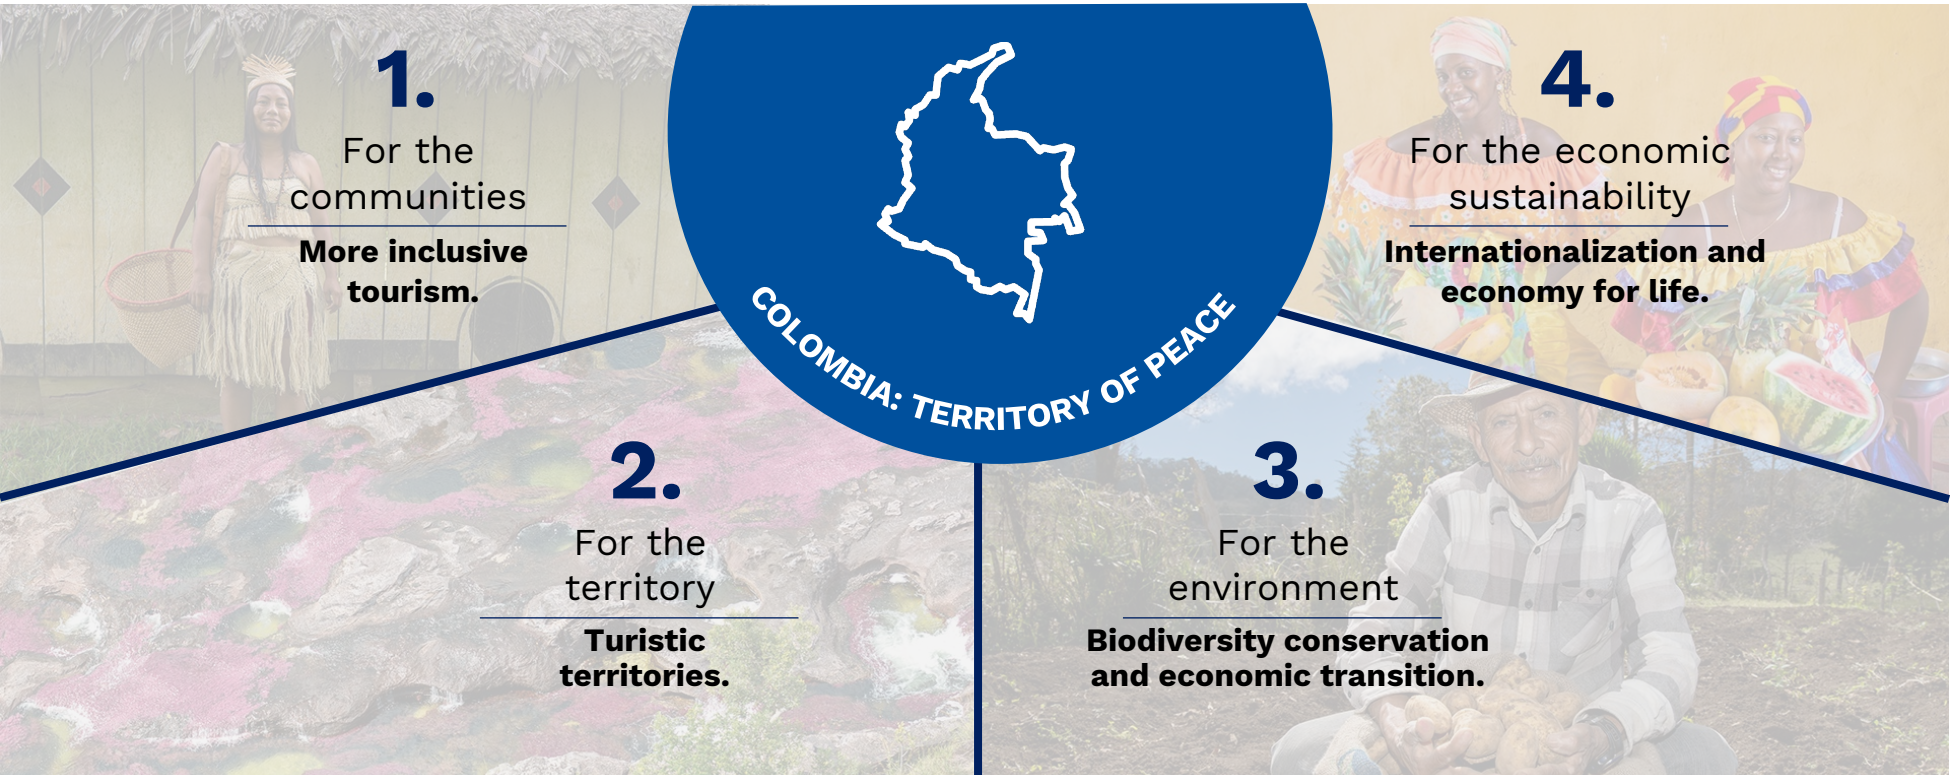 1.
For the
communities
More inclusive
tourism.
2.
For the
territory
Turistic
territories.
COLOMBIA: TERRITORY OF PEACE
3.
For the
environment
Biodiversity conservation
and economic transition.
4.
For the economic
sustainability
Internationalization and
economy for life.